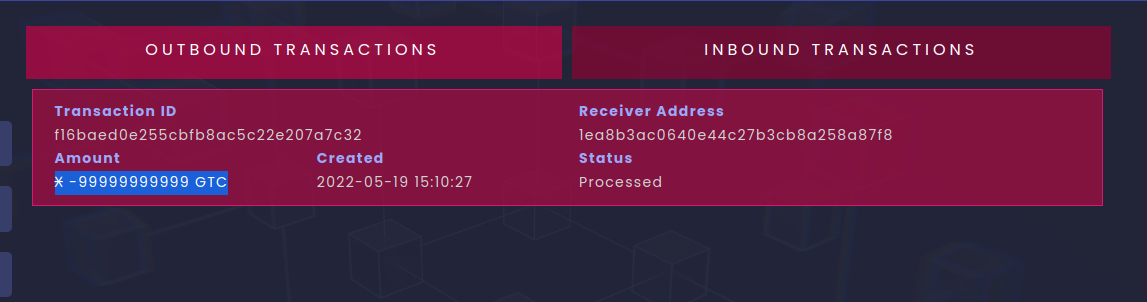 OUTBOUND TRANSACTIONS
INBOUND TRANSACTIONS
Transaction ID
Receiver Address
f16baed0e255cbfb8ac5c22e207a7c32
1ea8b3ac0640e44c27b3cb8a258a87f8
Amount
Created
Status
Ӿ -99999999999 GTC
2022-05-19 15:10:27
Processed